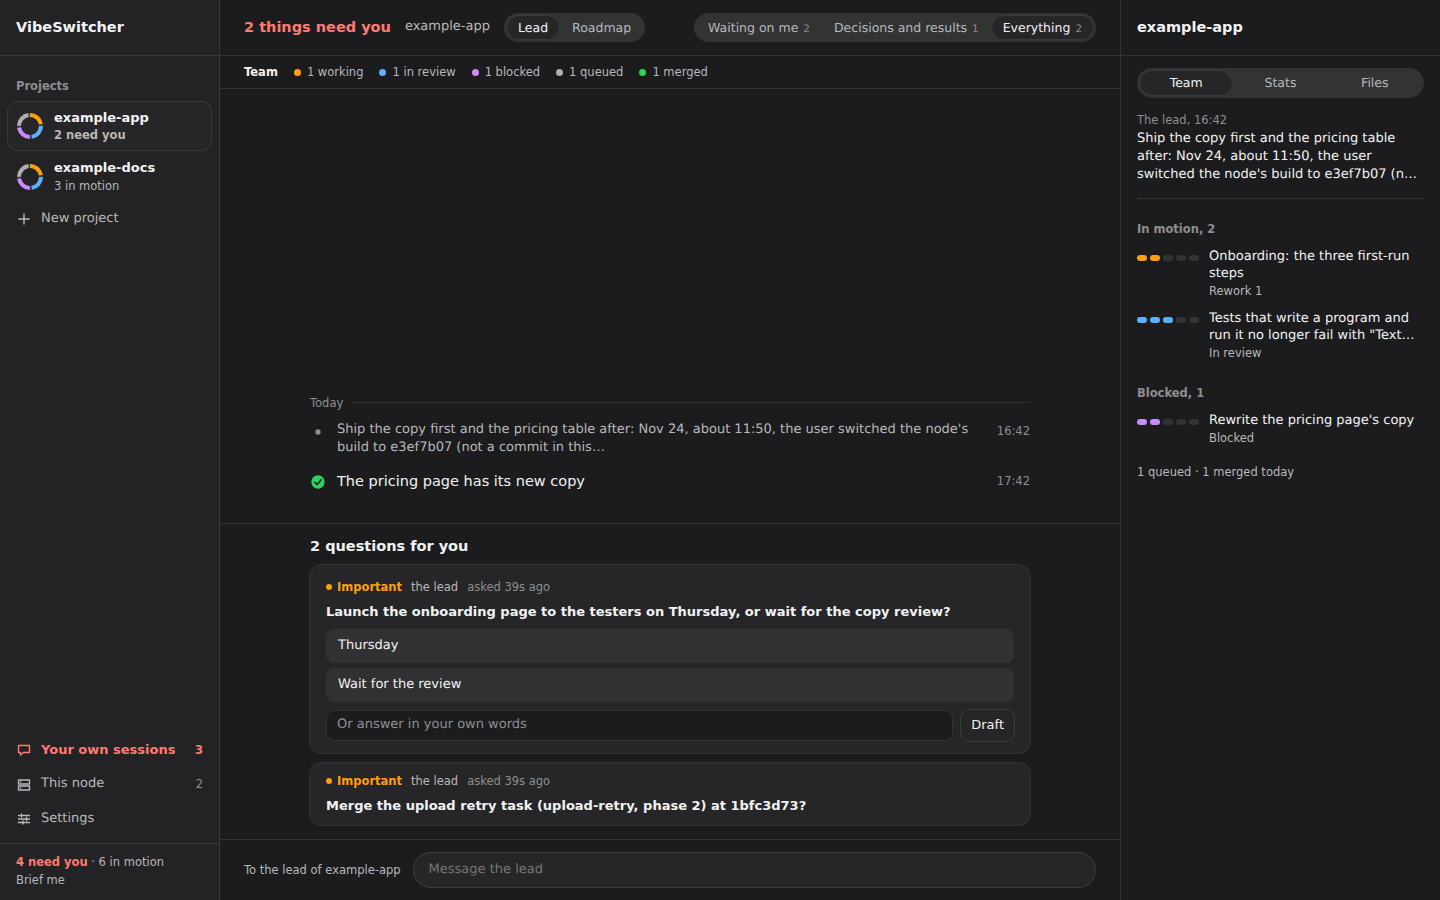 VibeSwitcher
Projects
example-app
2 need you
example-docs
3 in motion
New project
Your own sessions 3
This node 2
Settings
4 need you · 6 in motion
Brief me
2 things need you example-app Lead Roadmap Waiting on me 2 Decisions and results 1 Everything 2
Team 1 working 1 in review 1 blocked 1 queued 1 merged
Today
Ship the copy first and the pricing table after: Nov 24, about 11:50, the user switched the node's 16:42
build to e3ef7b07 (not a commit in this…
The pricing page has its new copy 17:42
2 questions for you
Important the lead asked 39s ago
Launch the onboarding page to the testers on Thursday, or wait for the copy review?
Thursday
Wait for the review
Or answer in your own words Draft
Important the lead asked 39s ago
Merge the upload retry task (upload-retry, phase 2) at 1bfc3d73?
To the lead of example-app Message the lead
example-app
Team Stats Files
The lead, 16:42
Ship the copy first and the pricing table
after: Nov 24, about 11:50, the user
switched the node's build to e3ef7b07 (n…
In motion, 2
Onboarding: the three first-run
steps
Rework 1
Tests that write a program and
run it no longer fail with "Text…
In review
Blocked, 1
Rewrite the pricing page's copy
Blocked
1 queued · 1 merged today